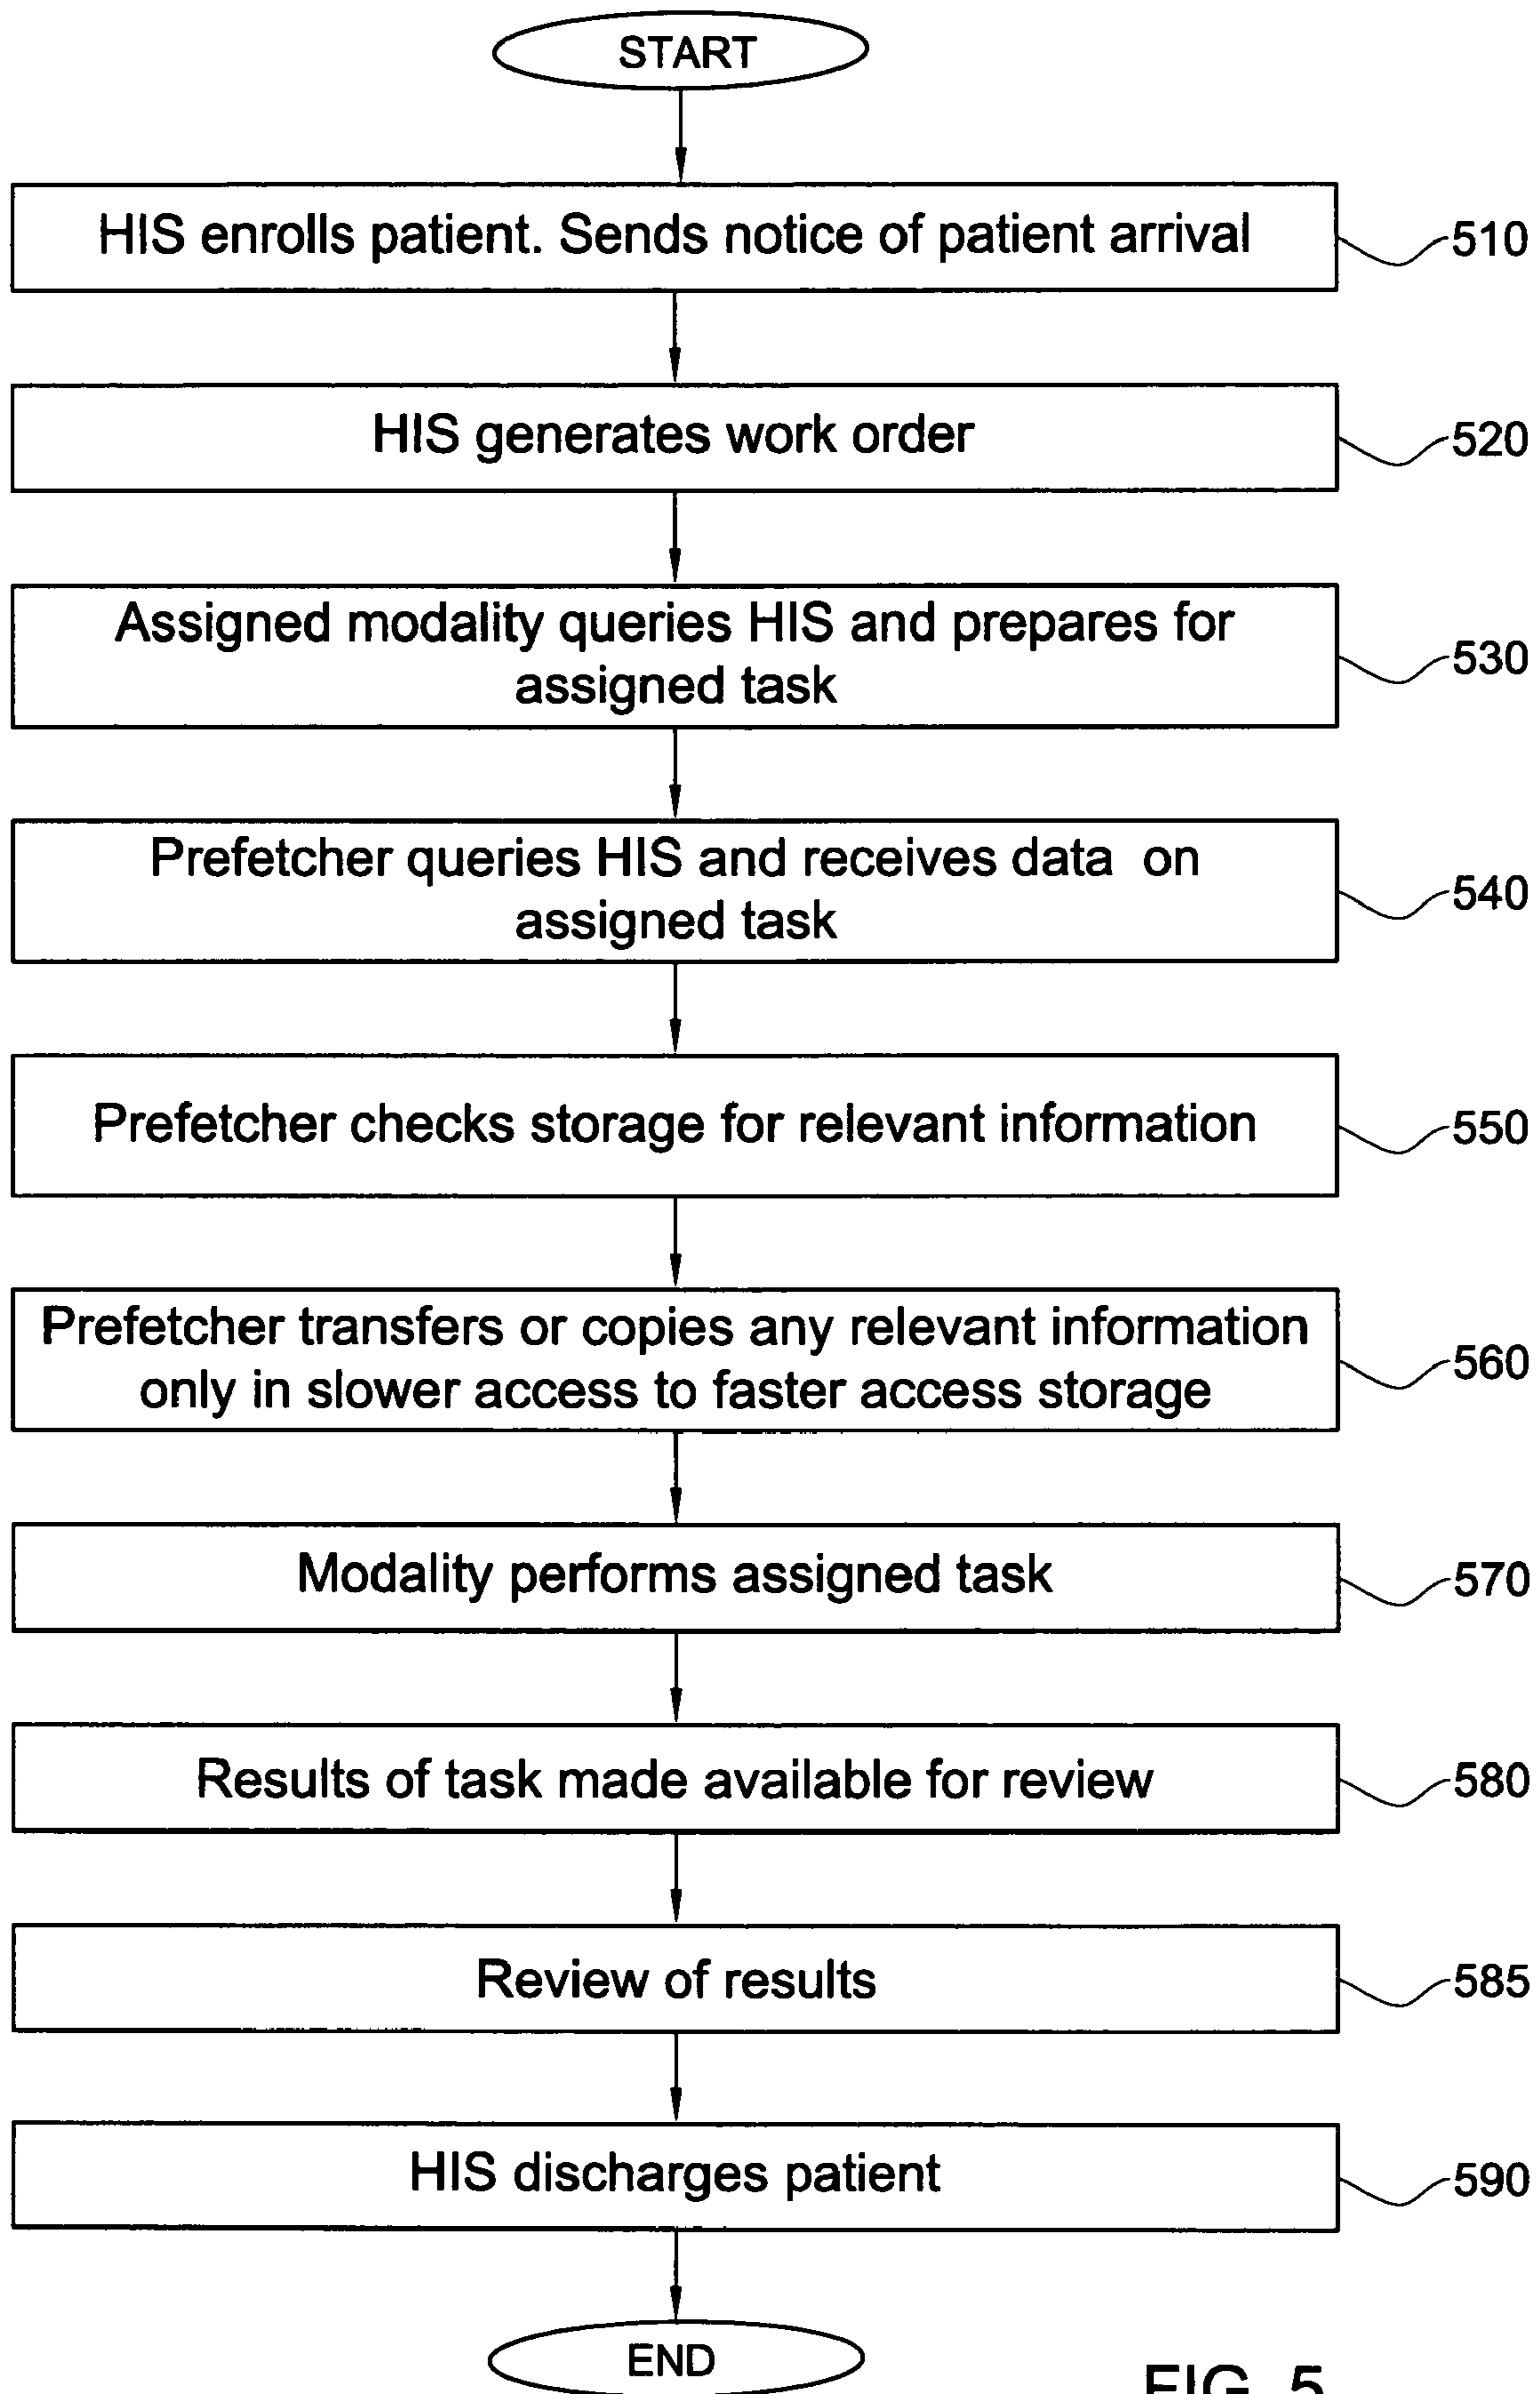 START
HIS enrolls patient. Sends notice of patient arrival
510
HIS generates work order
520
Assigned modality queries HIS and prepares for
assigned task
530
Prefetcher queries HIS and receives data on
assigned task
540
Prefetcher checks storage for relevant information
550
Prefetcher transfers or copies any relevant information
only in slower access to faster access storage
560
Modality performs assigned task
570
Results of task made available for review
580
Review of results
585
HIS discharges patient
590
END
FIG. 5